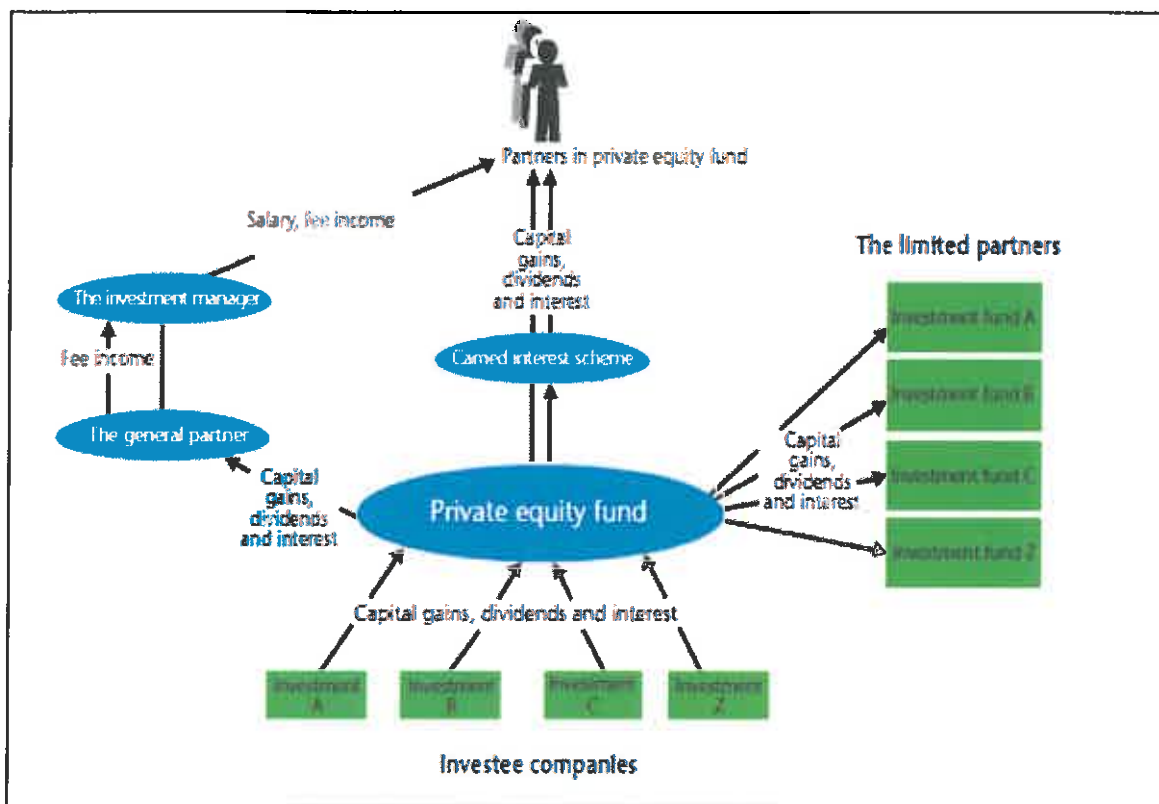 Partners in private equity fund
Salary, fee income
Capital
gains,
dividends
and interest
The limited partners
The investment manager
Investment fund A
Fee income
Carried interest scheme
Investment fund B
The general partner
Capital
gains,
dividends
and interest
Capital
gains,
dividends
and interest
Investment fund C
Private equity fund
Investment fund Z
Capital gains, dividends and interest
Investment
A
Investment
B
Investment
C
Investment
Z
Investee companies